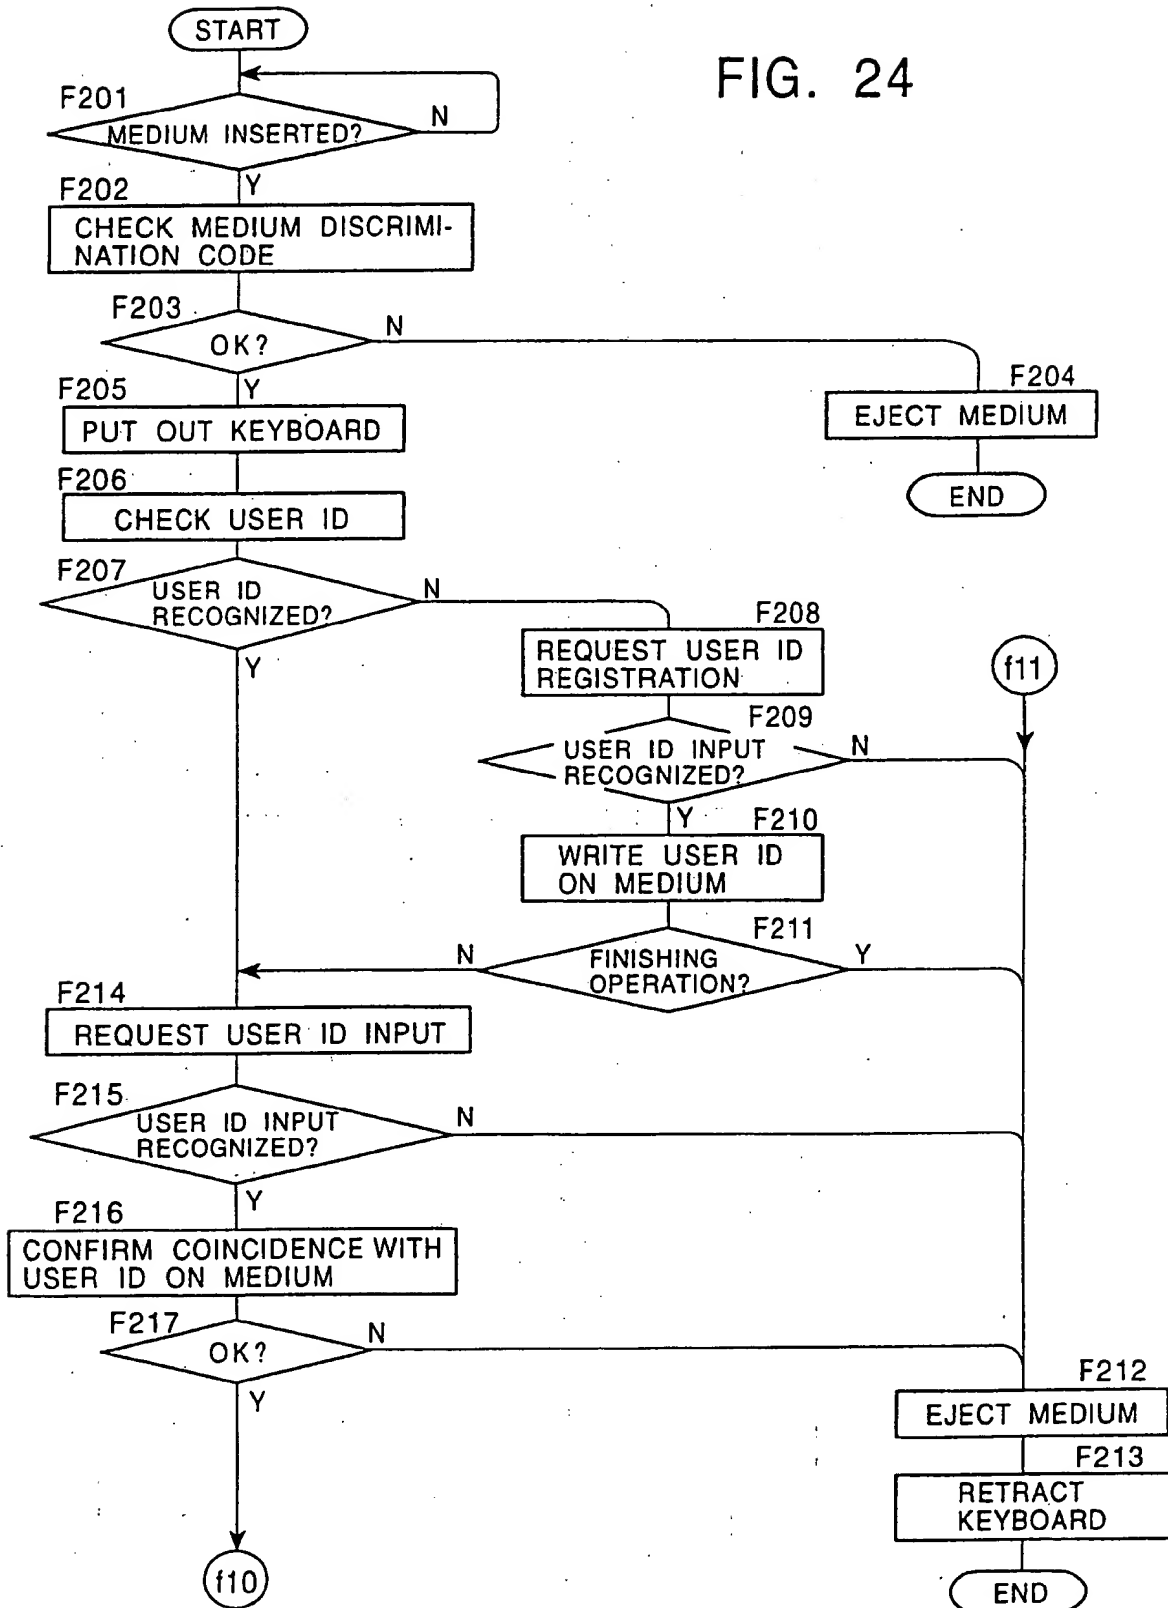 START
FIG. 24
F201
MEDIUM INSERTED?
N
Y
F202
CHECK MEDIUM DISCRIMI-
NATION CODE
F203
OK?
N
Y
F204
EJECT MEDIUM
END
F205
PUT OUT KEYBOARD
F206
CHECK USER ID
F207
USER ID
RECOGNIZED?
N
Y
F208
REQUEST USER ID
REGISTRATION
f11
F209
USER ID INPUT
RECOGNIZED?
N
Y
F210
WRITE USER ID
ON MEDIUM
F211
FINISHING
OPERATION?
N
Y
F214
REQUEST USER ID INPUT
F215
USER ID INPUT
RECOGNIZED?
N
Y
F216
CONFIRM COINCIDENCE WITH
USER ID ON MEDIUM
F217
OK?
N
Y
F212
EJECT MEDIUM
F213
RETRACT
KEYBOARD
f10
END